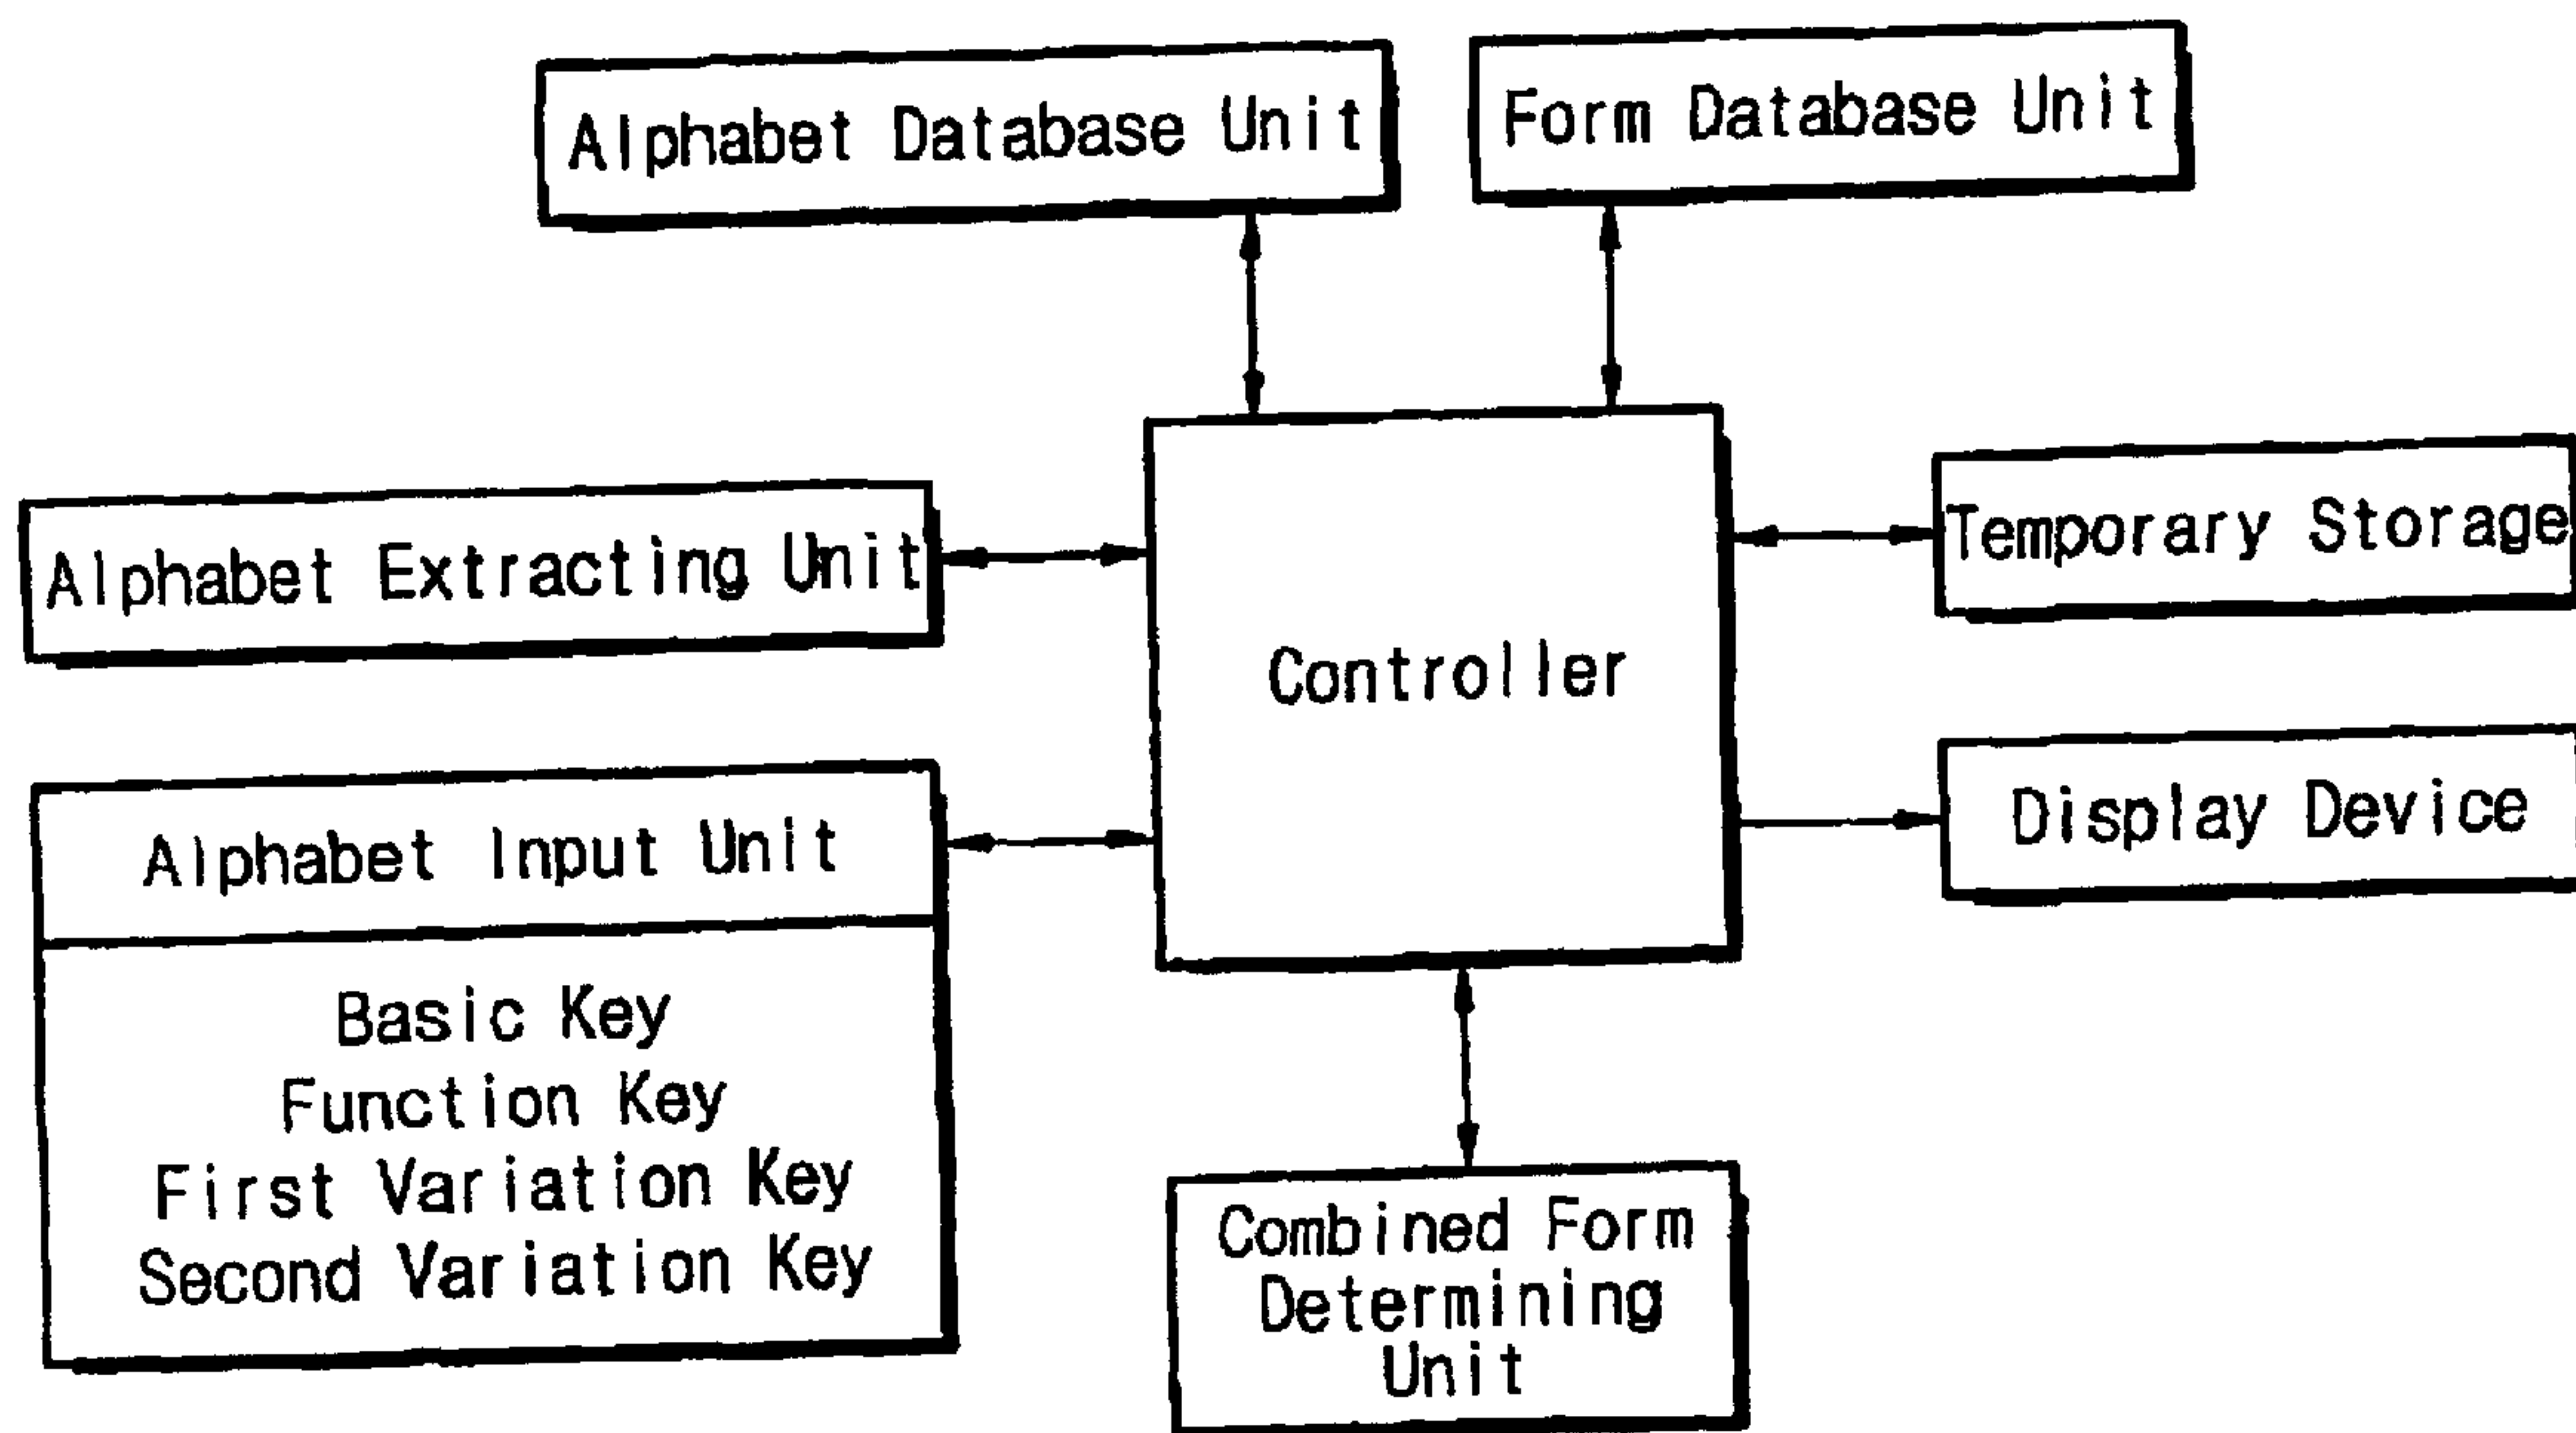 Alphabet Database Unit
Form Database Unit
Alphabet Extracting Unit
Controller
Temporary Storage
Display Device
Alphabet Input Unit
Basic Key
Function Key
First Variation Key
Second Variation Key
Combined Form
Determining
Unit